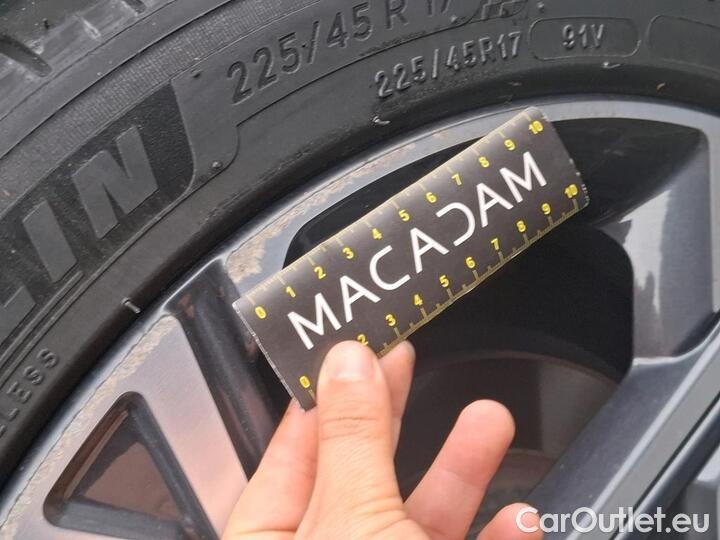 225/45 R 17
225/45R17 91V
LIN
LESS
0 1 2 3 4 5 6 7 8 9 10
MACADAM
0 2 3 4 5 6 7 8 9 10
CarOutlet.eu